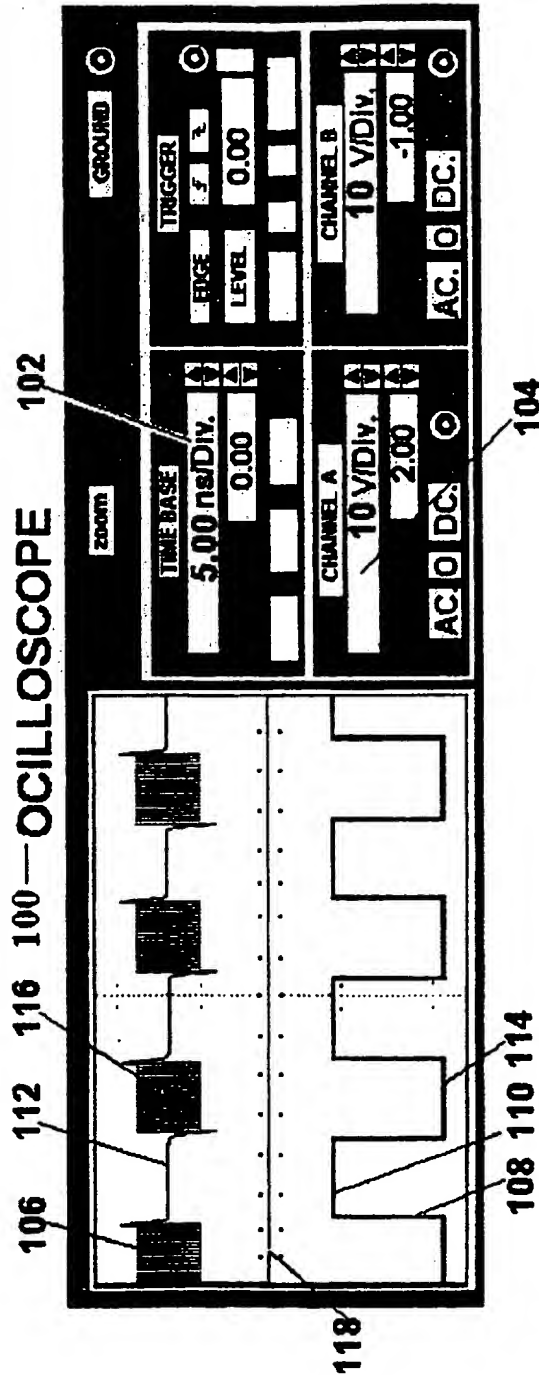 100 — OCILLOSCOPE
106
112
116
102
zoom
GROUND
TIME BASE
5.00 ns/Div.
0.00
TRIGGER
EDGE
LEVEL
0.00
CHANNEL A
10 V/Div.
2.00
AC. O DC.
CHANNEL B
10 V/Div.
-1.00
AC. O DC.
118
108
110
114
104